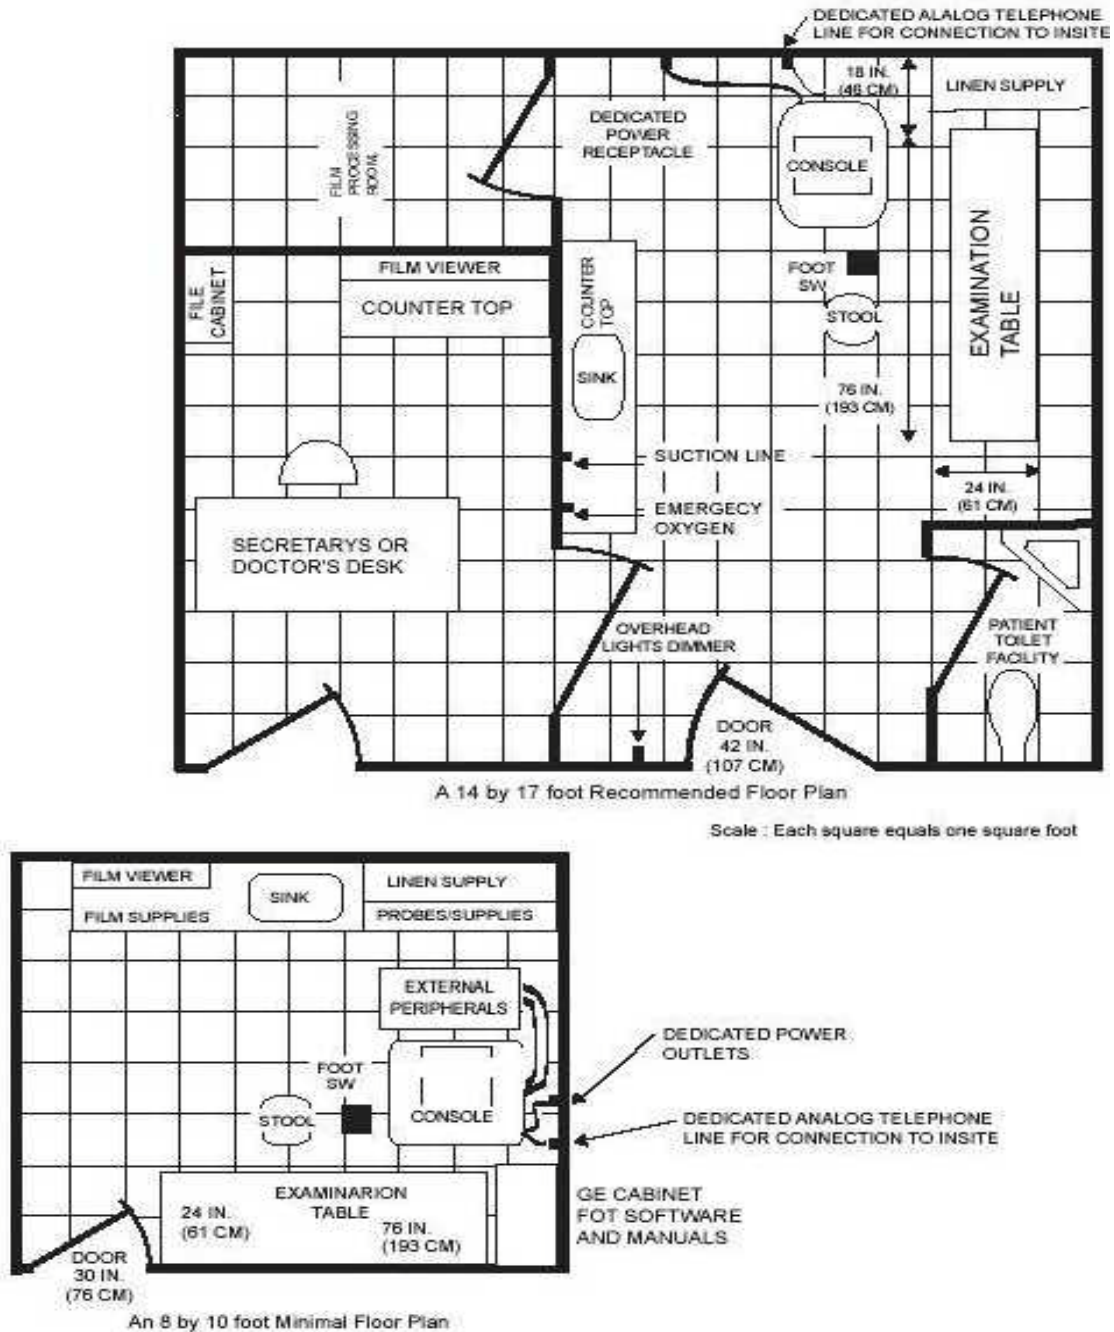 DEDICATED ALALOG TELEPHONE
LINE FOR CONNECTION TO INSITE
18 IN.
(46 CM)
LINEN SUPPLY
DEDICATED
POWER
RECEPTACLE
CONSOLE
FILM
PROCESSING
ROOM,
FILM VIEWER
COUNTER TOP
FILE
CABINET
COUNTER
TOP
SINK
FOOT
SW
STOOL
EXAMINATION
TABLE
76 IN.
(193 CM)
SUCTION LINE
24 IN.
(61 CM)
EMERGECY
OXYGEN
SECRETARYS OR
DOCTOR'S DESK
OVERHEAD
LIGHTS DIMMER
PATIENT
TOILET
FACILITY
DOOR
42 IN.
(107 CM)
A 14 by 17 foot Recommended Floor Plan
Scale : Each square equals one square foot
FILM VIEWER
SINK
LINEN SUPPLY
FILM SUPPLIES
PROBES/SUPPLIES
EXTERNAL
PERIPHERALS
DEDICATED POWER
OUTLETS
FOOT
SW
STOOL
CONSOLE
DEDICATED ANALOG TELEPHONE
LINE FOR CONNECTION TO INSITE
EXAMINARION
TABLE
24 IN.
(61 CM)
76 IN.
(193 CM)
GE CABINET
FOT SOFTWARE
AND MANUALS
DOOR
30 IN.
(76 CM)
An 8 by 10 foot Minimal Floor Plan